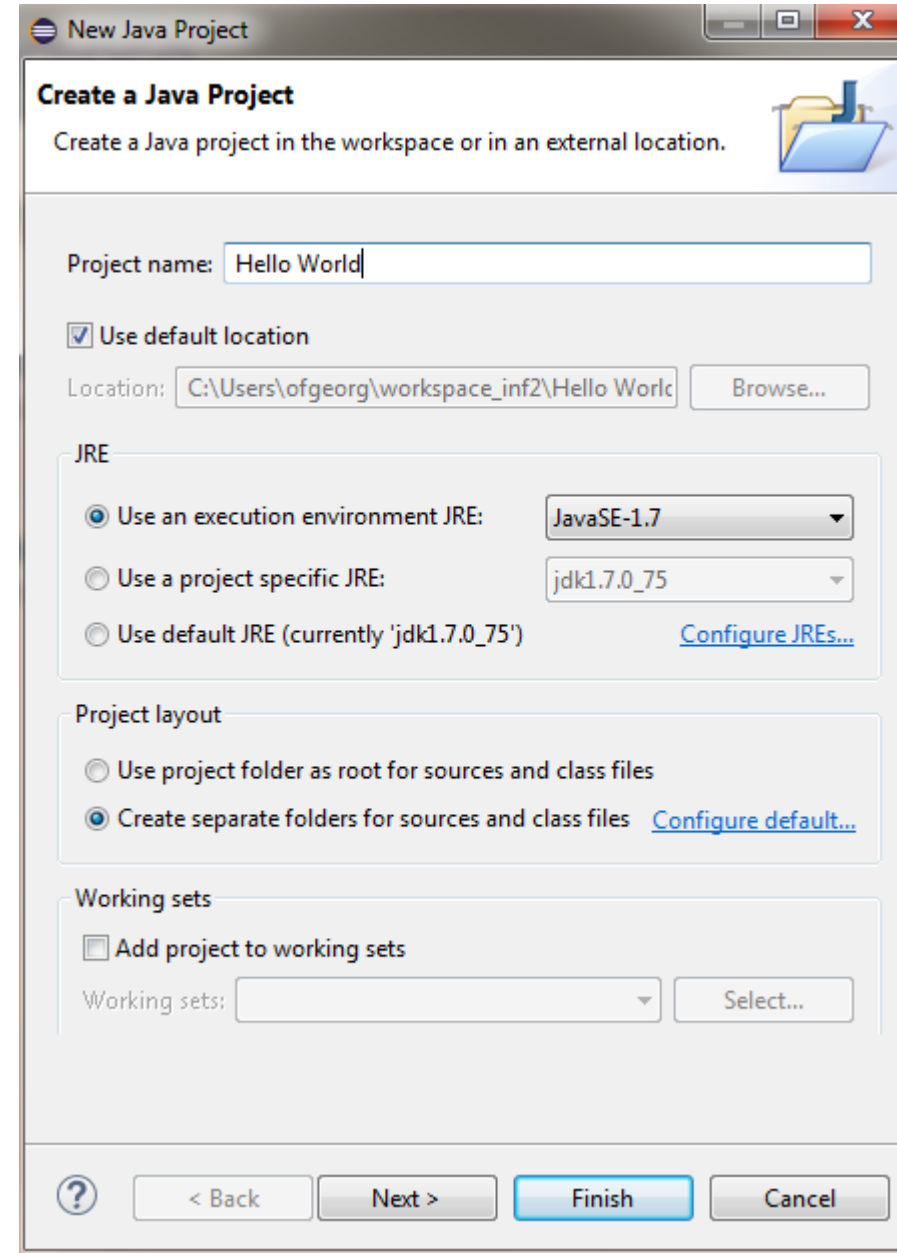 New Java Project
Create a Java Project
Create a Java project in the workspace or in an external location.
Project name: Hello World
Use default location
Location: C:\Users\ofgeorg\workspace_inf2\Hello World Browse...
JRE
Use an execution environment JRE: JavaSE-1.7
Use a project specific JRE: jdk1.7.0_75
Use default JRE (currently 'jdk1.7.0_75') Configure JREs...
Project layout
Use project folder as root for sources and class files
Create separate folders for sources and class files Configure default...
Working sets
Add project to working sets
Working sets: Select...
? < Back Next > Finish Cancel